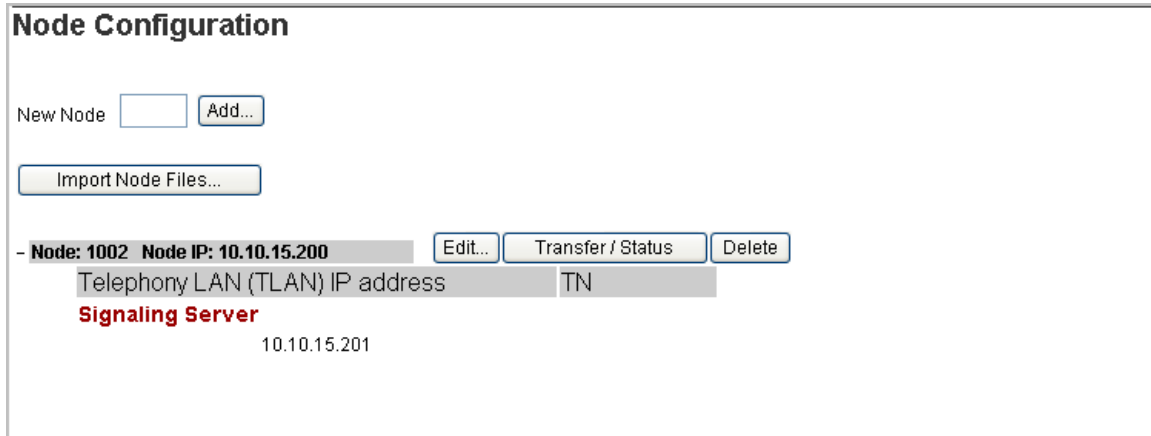 Node Configuration
New Node Add...
Import Node Files...
– Node: 1002 Node IP: 10.10.15.200 Edit... Transfer / Status Delete
Telephony LAN (TLAN) IP address TN
Signaling Server
10.10.15.201